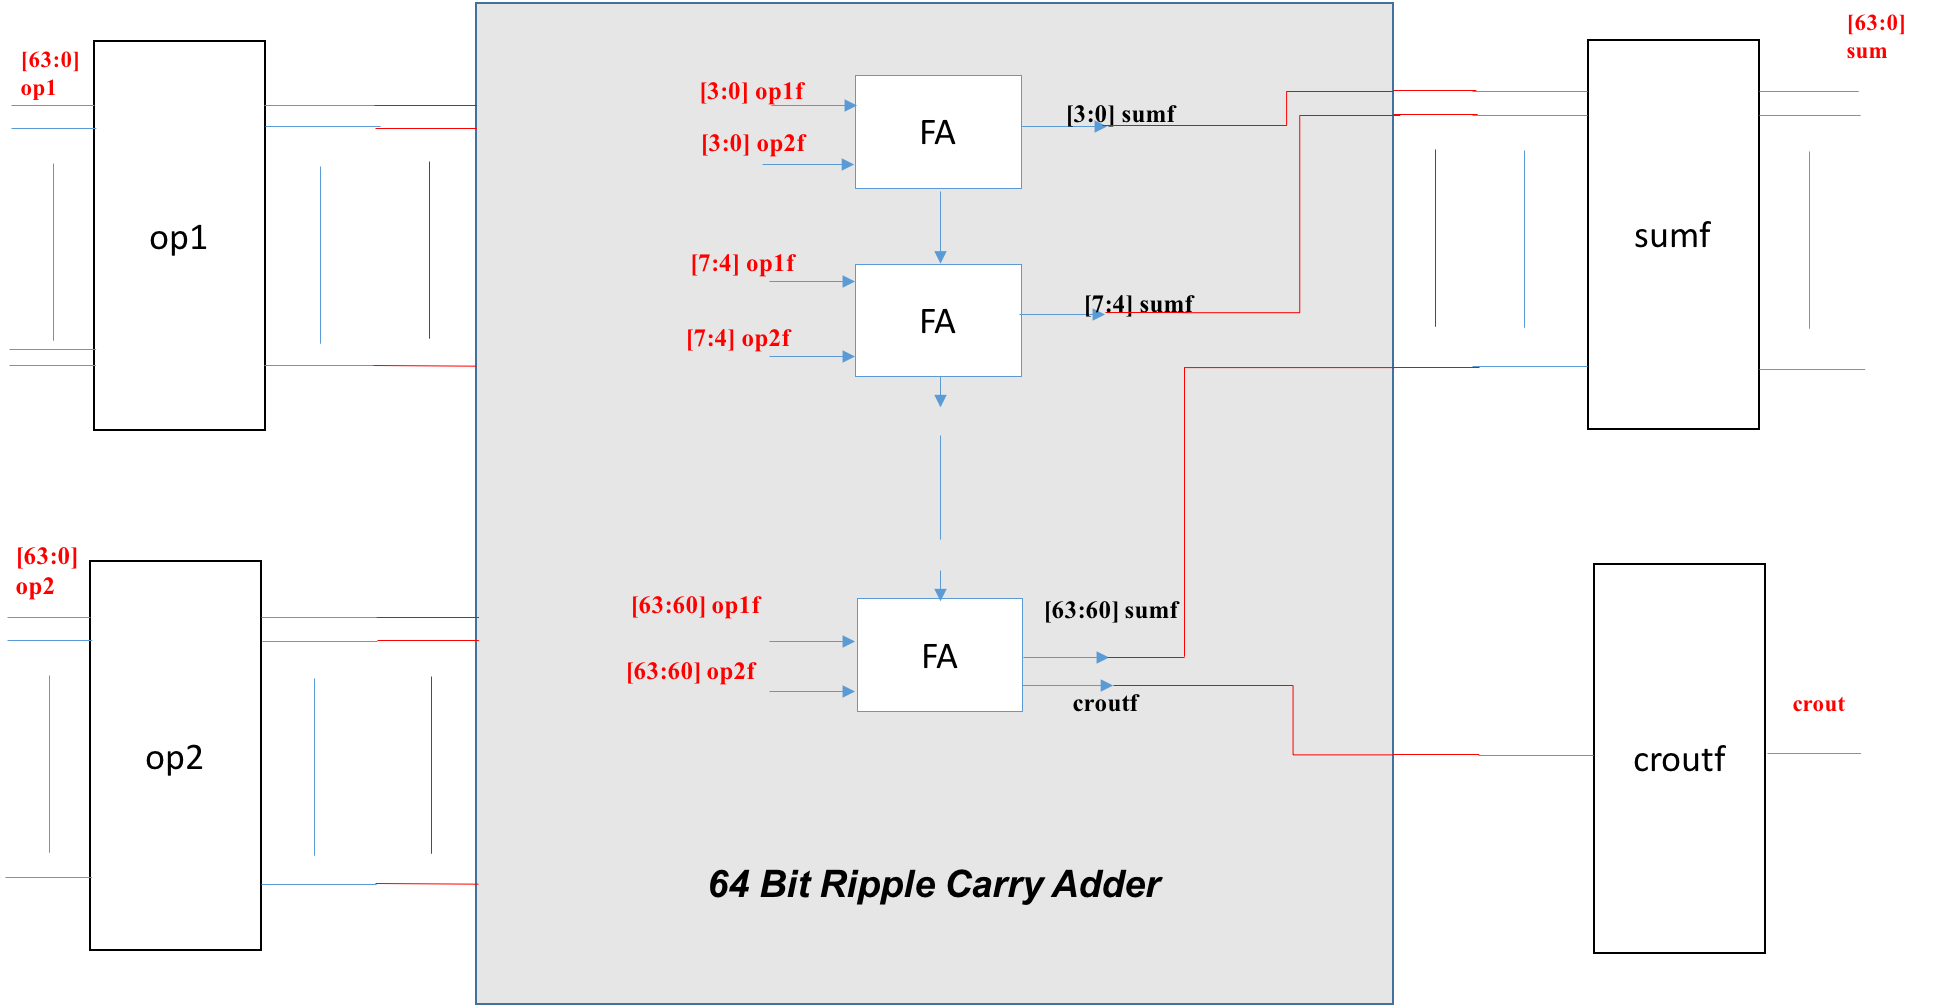 [63:0]
op1
op1
[63:0]
op2
op2
[3:0] op1f
[3:0] op2f
FA
[3:0] sumf
[7:4] op1f
[7:4] op2f
FA
[7:4] sumf
[63:60] op1f
[63:60] op2f
FA
[63:60] sumf
croutf
64 Bit Ripple Carry Adder
sumf
[63:0]
sum
croutf
crout